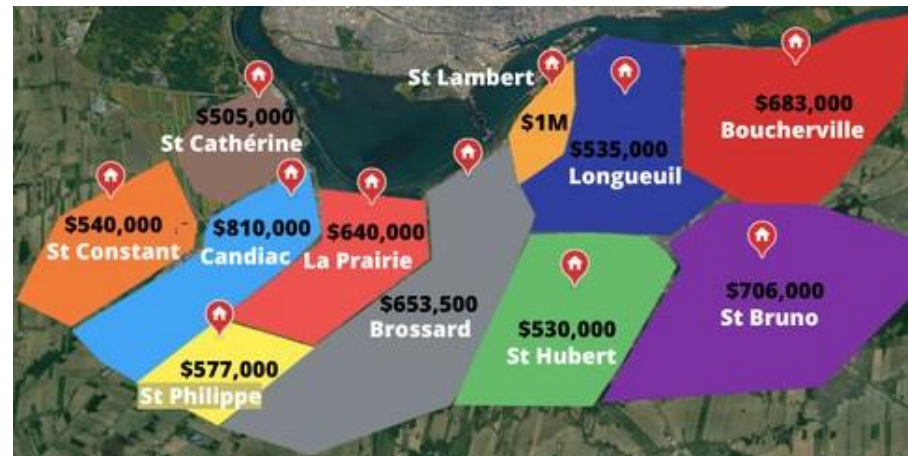 St Lambert
$1M
$683,000
Boucherville
$505,000
St Cathérine
$535,000
Longueuil
$540,000
St Constant
$810,000
Candiac
$640,000
La Prairie
$653,500
Brossard
$706,000
St Bruno
$530,000
St Hubert
$577,000
St Philippe